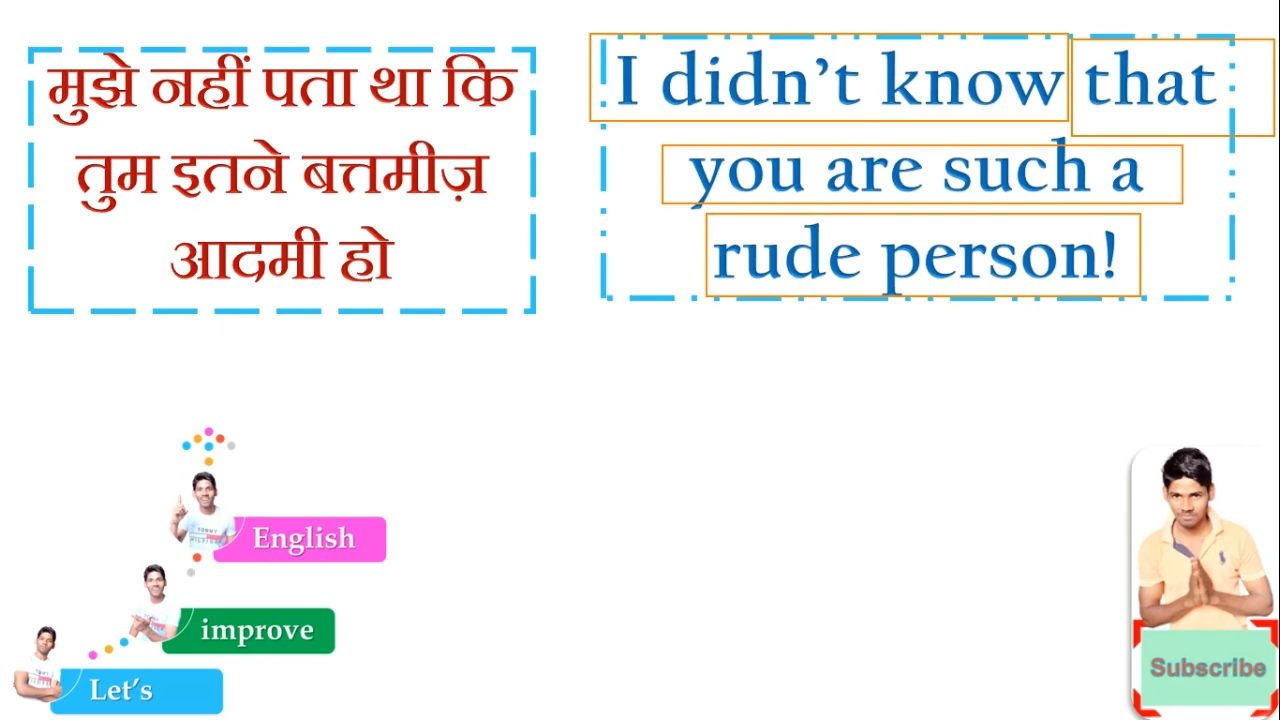 मुझे नहीं पता था कि
तुम इतने बत्तमीज़
आदमी हो
I didn't know that
you are such a
rude person!
English
improve
Let's
Subscribe